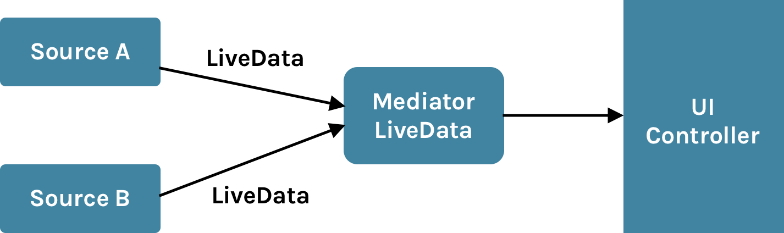 Source A
LiveData
Mediator
LiveData
UI
Controller
Source B
LiveData